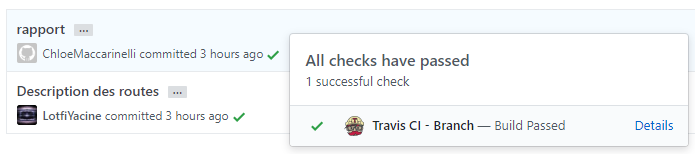 rapport ...
ChloeMaccarinelli committed 3 hours ago
Description des routes ...
LotfiYacine committed 3 hours ago
All checks have passed
1 successful check
Travis CI - Branch — Build Passed Details